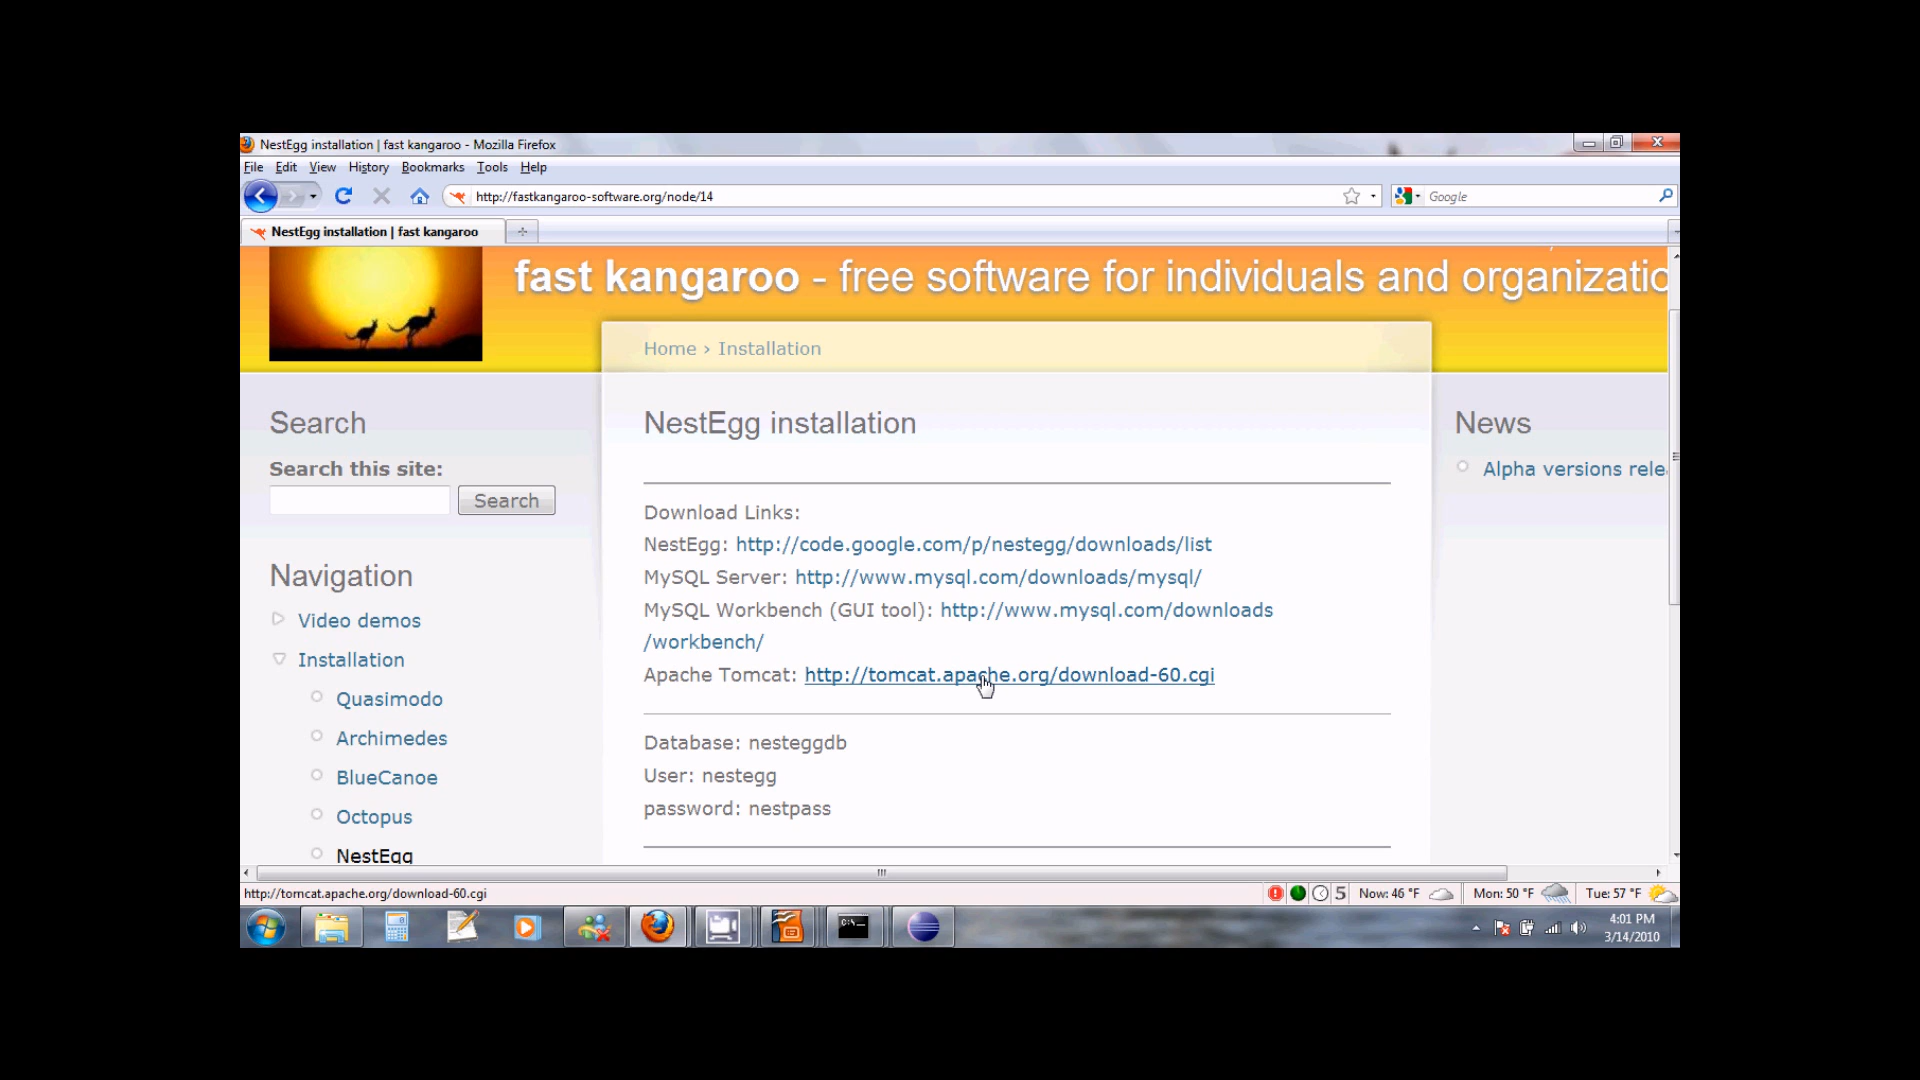 NestEgg installation | fast kangaroo - Mozilla Firefox
File Edit View History Bookmarks Tools Help
http://fastkangaroo-software.org/node/14
Google
NestEgg installation | fast kangaroo
fast kangaroo - free software for individuals and organizatio
Home › Installation
Search
Search this site:
Search
Navigation
Video demos
Installation
Quasimodo
Archimedes
BlueCanoe
Octopus
NestEgg
NestEgg installation
Download Links:
NestEgg: http://code.google.com/p/nestegg/downloads/list
MySQL Server: http://www.mysql.com/downloads/mysql/
MySQL Workbench (GUI tool): http://www.mysql.com/downloads
/workbench/
Apache Tomcat: http://tomcat.apache.org/download-60.cgi
Database: nesteggdb
User: nestegg
password: nestpass
News
Alpha versions rele
http://tomcat.apache.org/download-60.cgi
5 Now: 46 °F Mon: 50 °F Tue: 57 °F
4:01 PM
3/14/2010